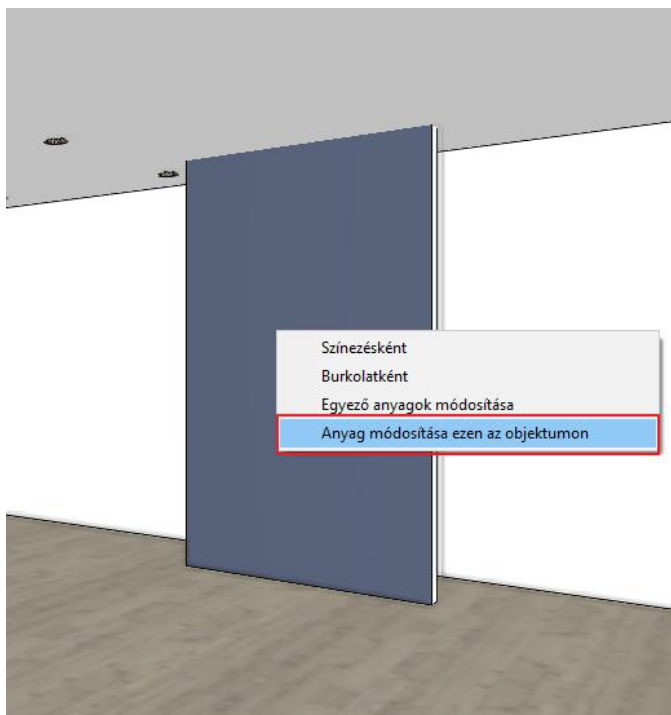 Színezésként
Burkolatként
Egyező anyagok módosítása
Anyag módosítása ezen az objektumon